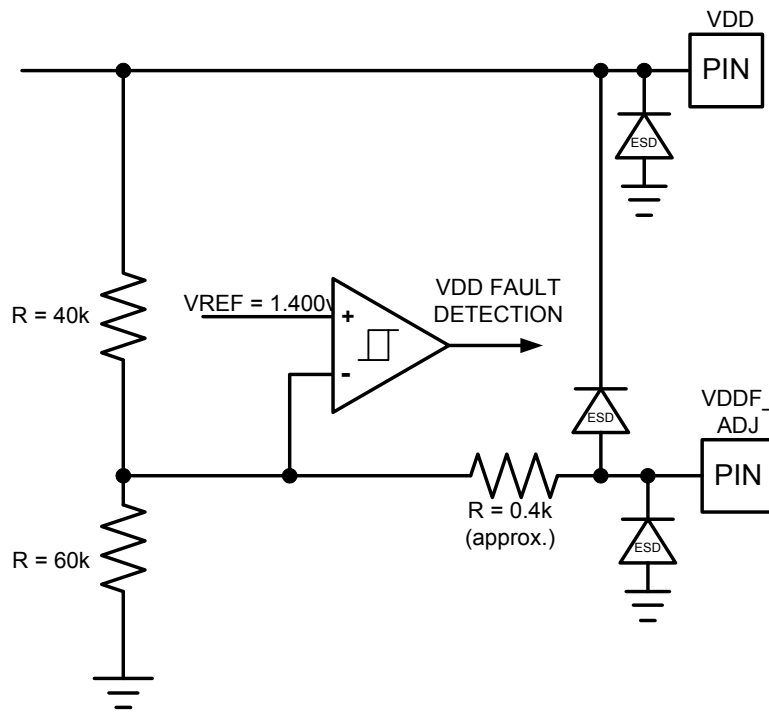 VDD
PIN
ESD
VREF = 1.400v
+
-
VDD FAULT
DETECTION
R = 40k
ESD
VDDF_
ADJ
PIN
R = 0.4k
(approx.)
ESD
R = 60k